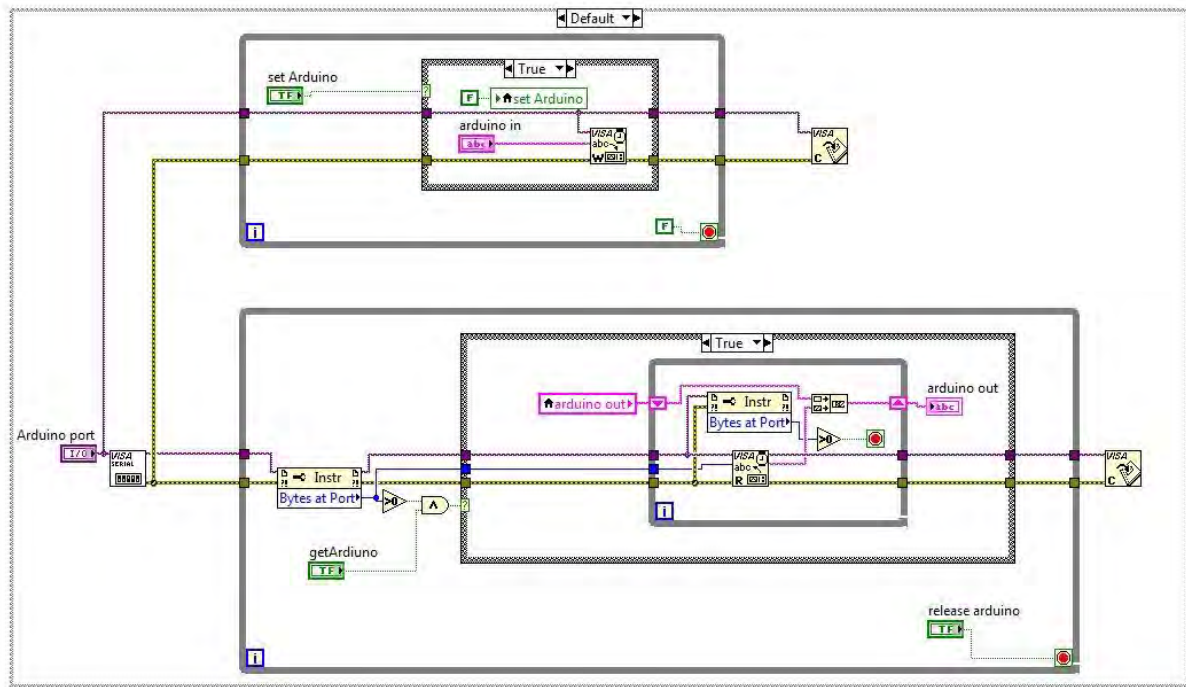 Default
set Arduino
TF
True
?
F
set Arduino
arduino in
abc
VISA
abc
W
VISA
C
F
i
True
arduino out
Instr
Bytes at Port
>0
arduino out
abc
Arduino port
I/O
VISA
SERIAL
Instr
Bytes at Port
>0
?
VISA
abc
R
VISA
C
i
getArdiuno
TF
release arduino
TF
i